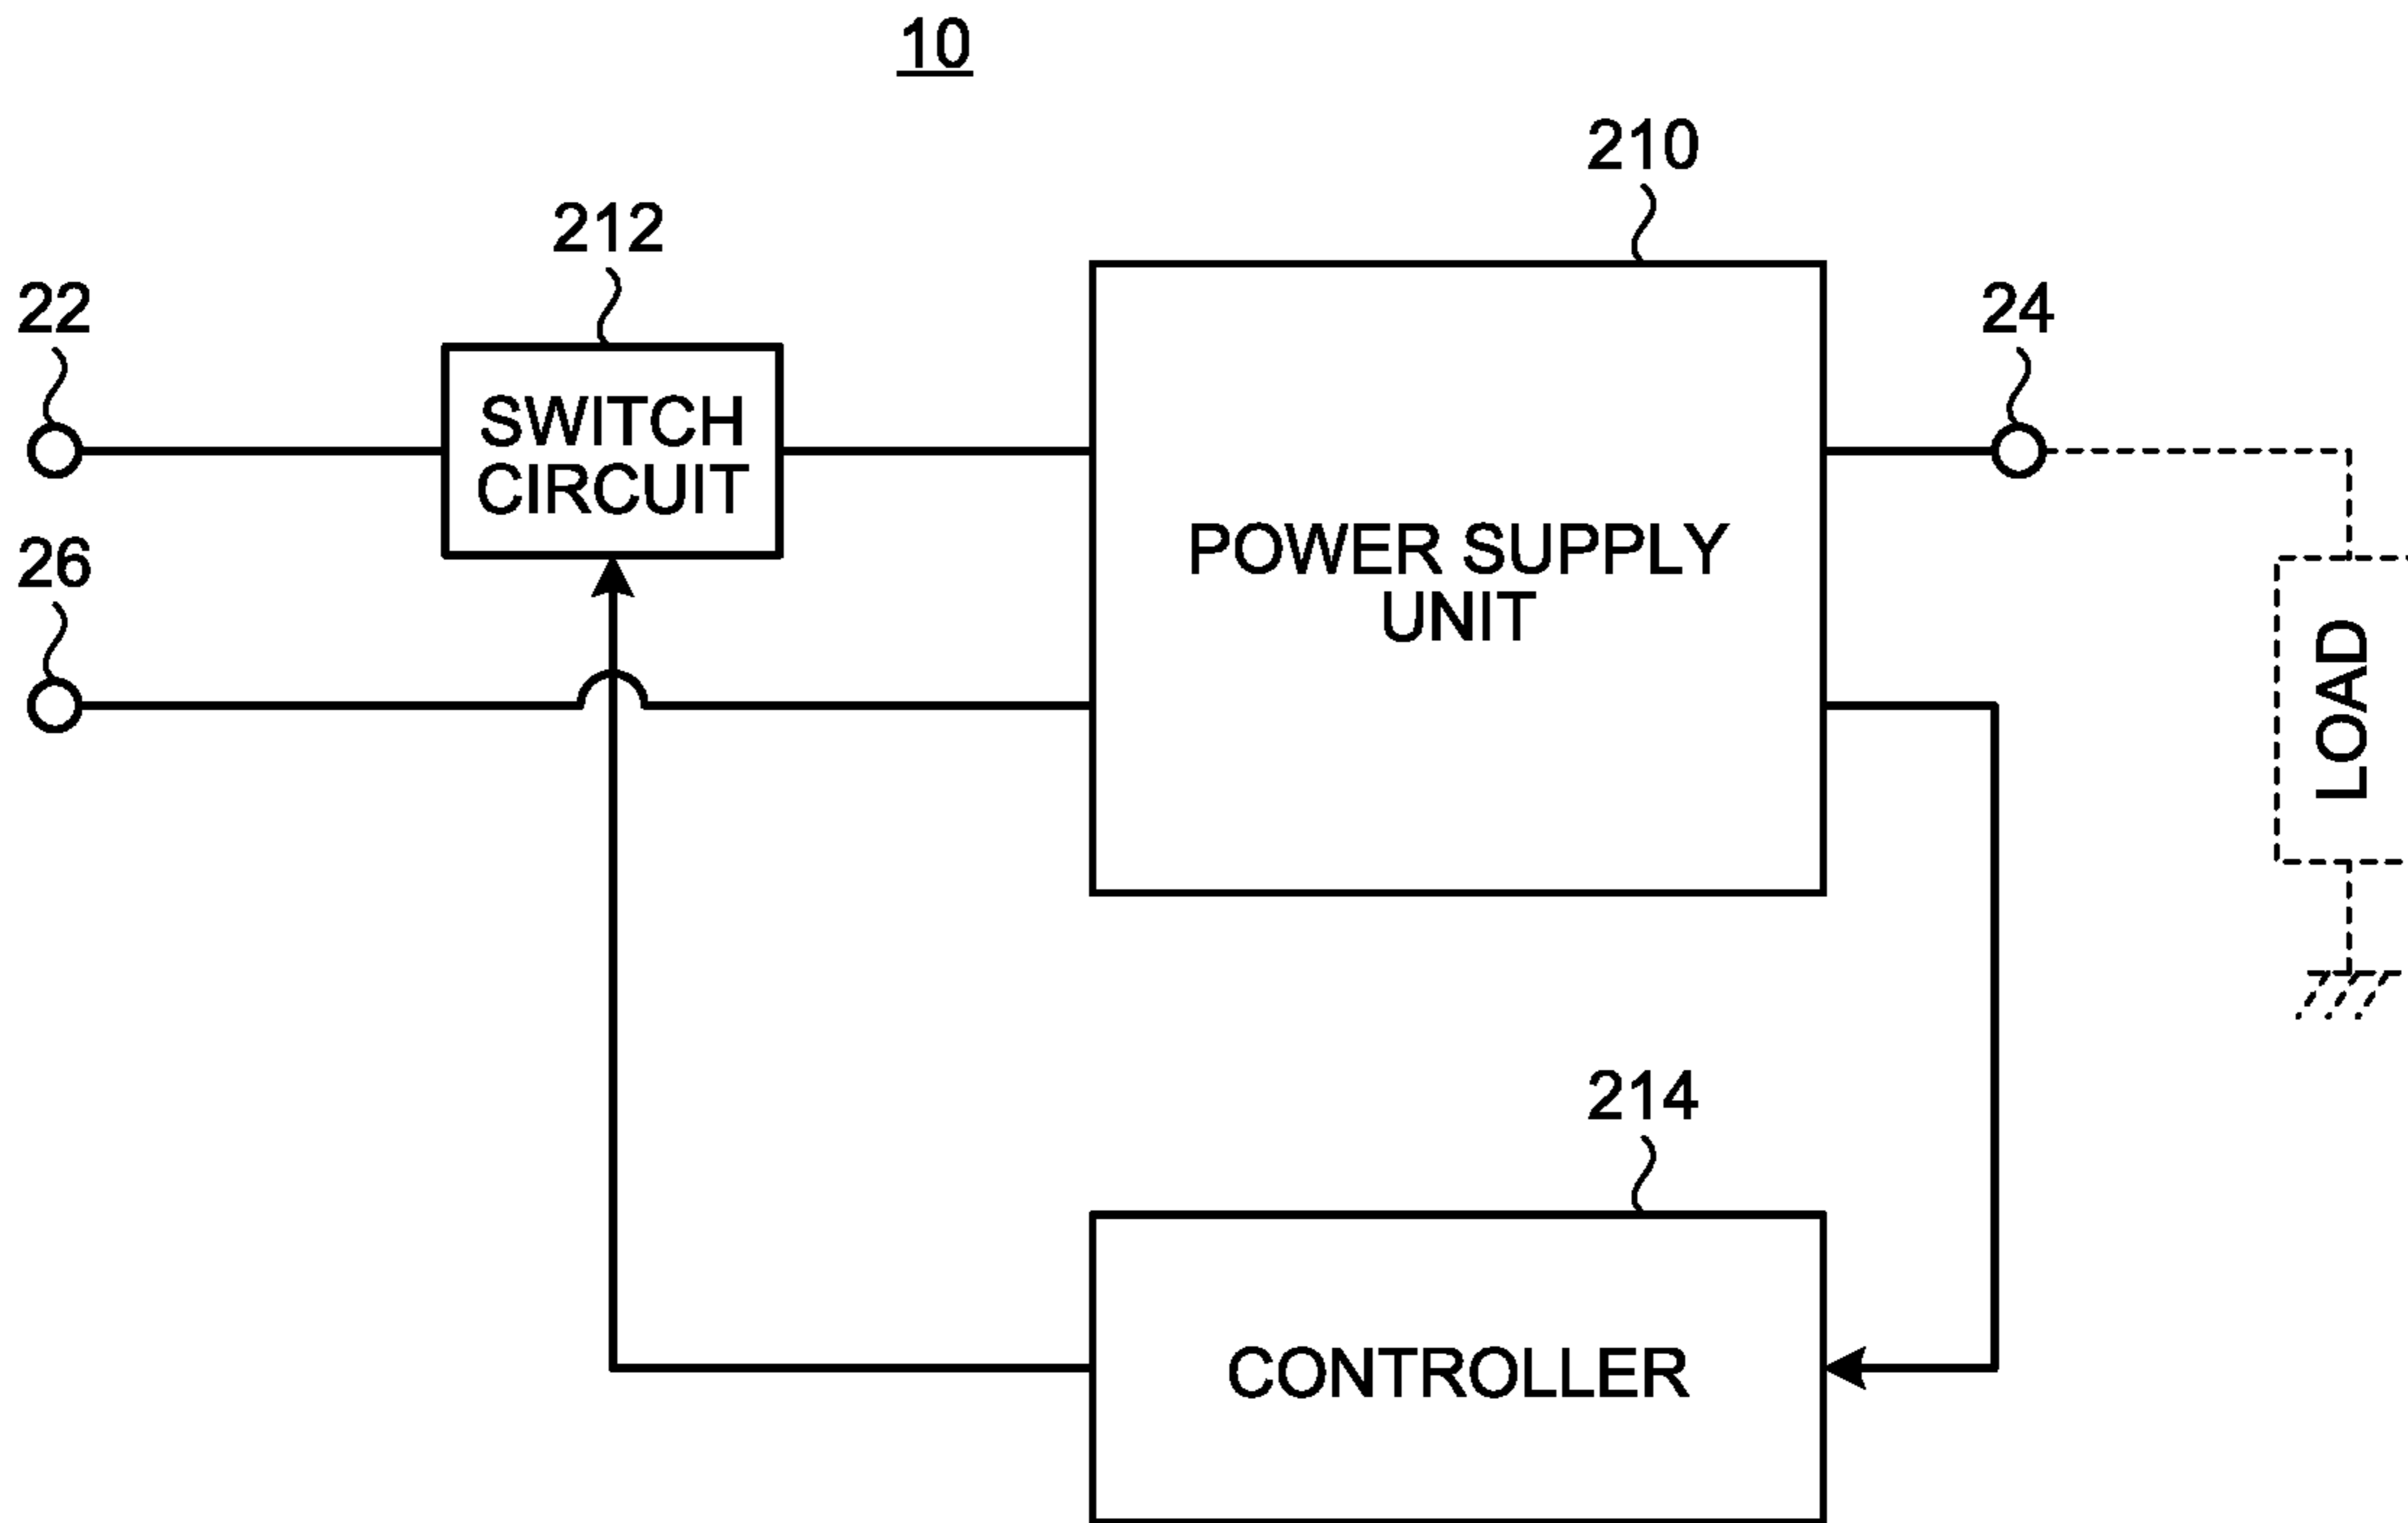 10
210
212
22
24
SWITCH
CIRCUIT
26
POWER SUPPLY
UNIT
LOAD
214
CONTROLLER